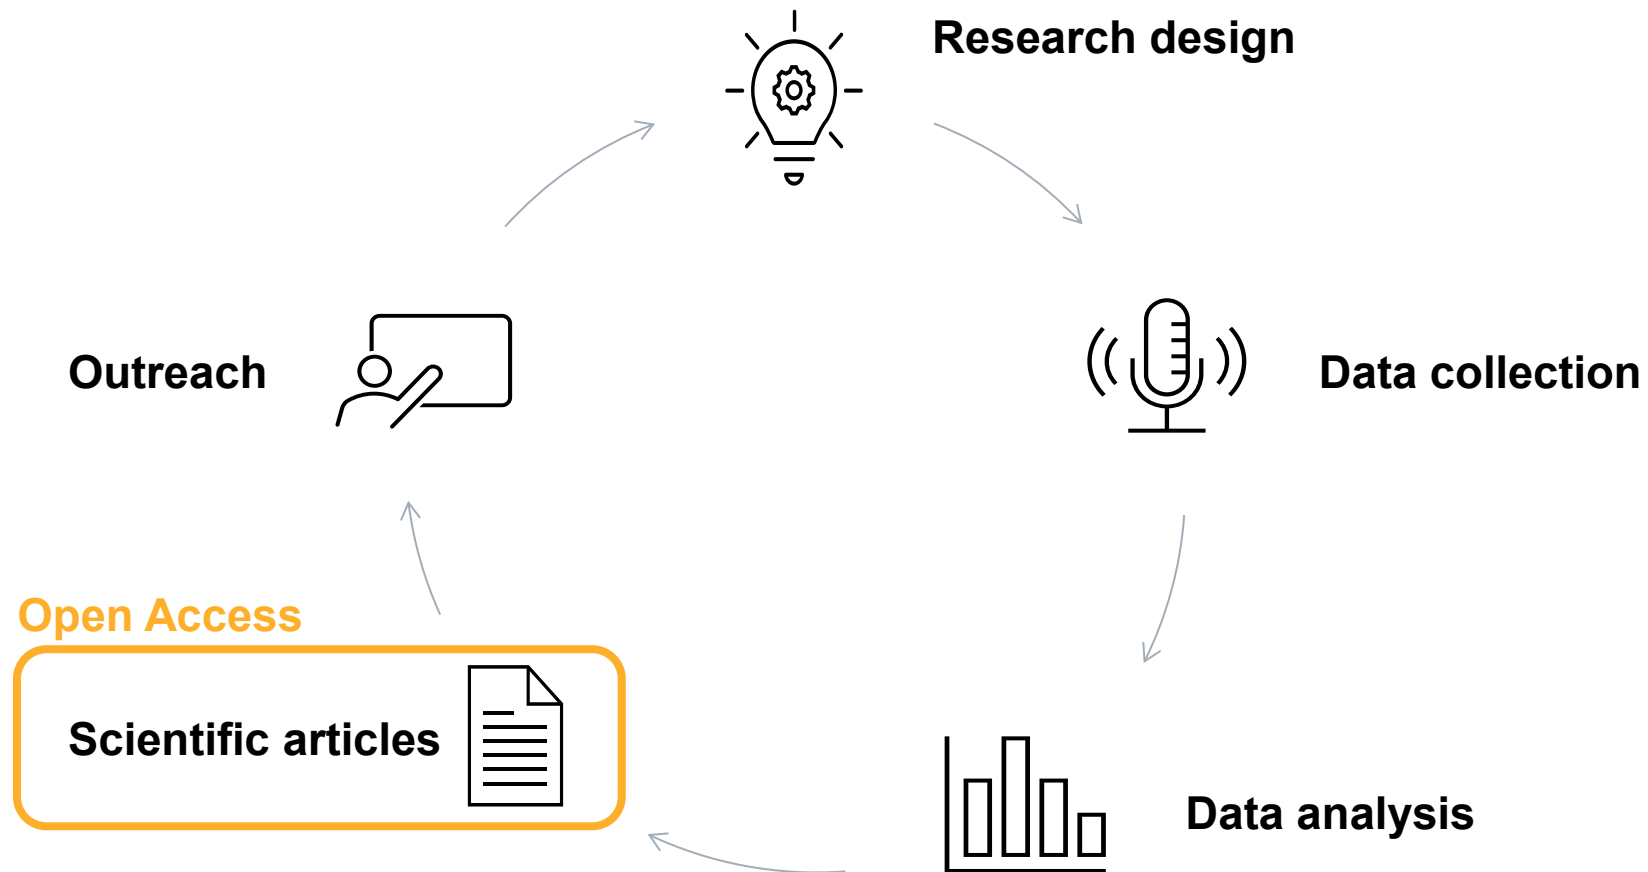 Research design
Outreach
Data collection
Open Access
Scientific articles
Data analysis